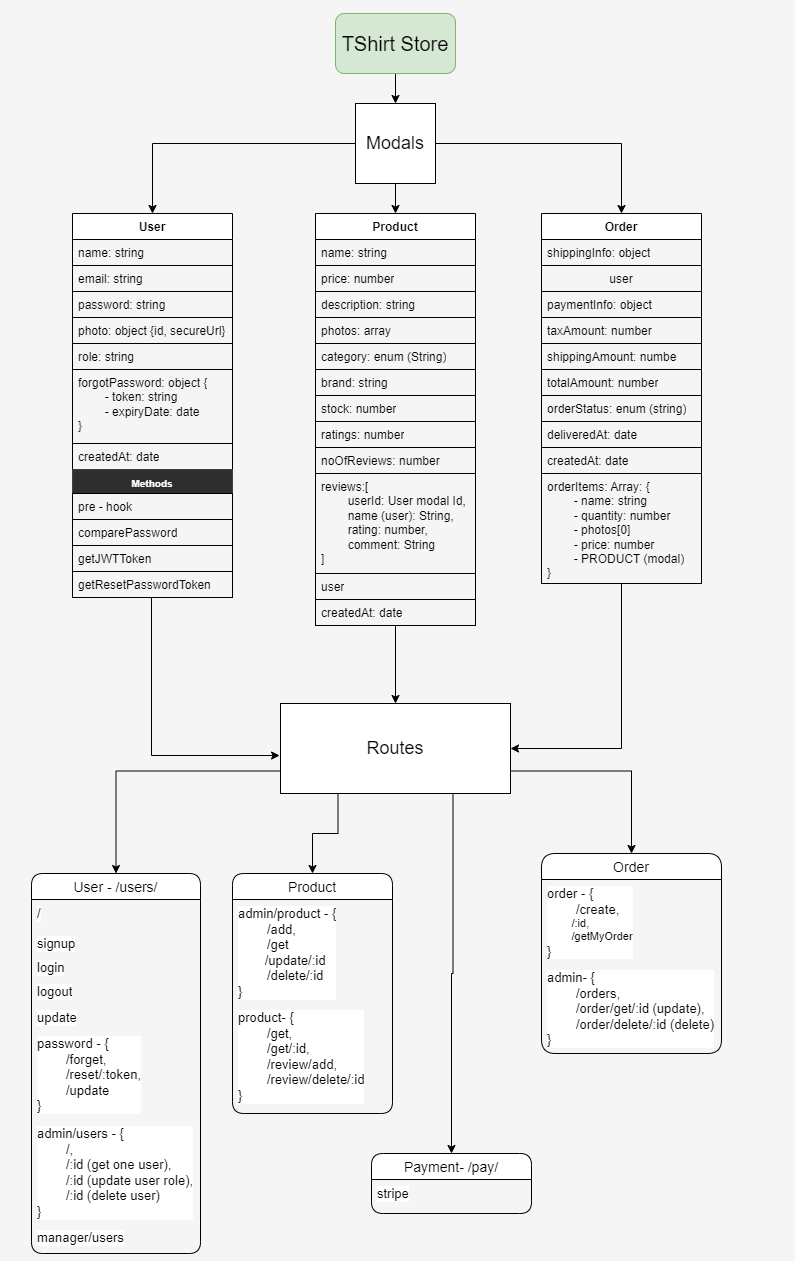 TShirt Store
Modals
User
name: string
email: string
password: string
photo: object {id, secureUrl}
role: string
forgotPassword: object {
- token: string
- expiryDate: date
}
createdAt: date
Methods
pre - hook
comparePassword
getJWTToken
getResetPasswordToken
Product
name: string
price: number
description: string
photos: array
category: enum (String)
brand: string
stock: number
ratings: number
noOfReviews: number
reviews:[
userId: User modal Id,
name (user): String,
rating: number,
comment: String
]
user
createdAt: date
Order
shippingInfo: object
user
paymentInfo: object
taxAmount: number
shippingAmount: numbe
totalAmount: number
orderStatus: enum (string)
deliveredAt: date
createdAt: date
orderItems: Array: {
- name: string
- quantity: number
- photos[0]
- price: number
- PRODUCT (modal)
}
Routes
User - /users/
/
signup
login
logout
update
password - {
/forget,
/reset/:token,
/update
}
admin/users - {
/,
/:id (get one user),
/:id (update user role),
/:id (delete user)
}
manager/users
Product
admin/product - {
/add,
/get
/update/:id
/delete/:id
}
product- {
/get,
/get/:id,
/review/add,
/review/delete/:id
}
Payment- /pay/
stripe
Order
order - {
/create,
/:id,
/getMyOrder
}
admin- {
/orders,
/order/get/:id (update),
/order/delete/:id (delete)
}